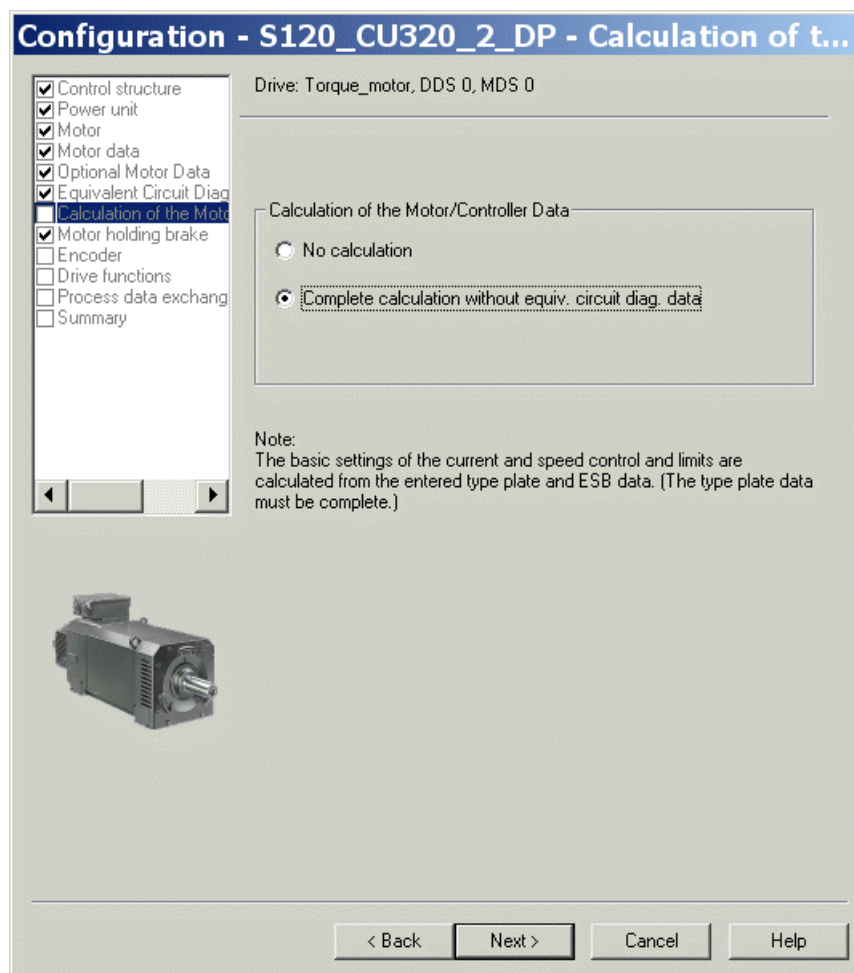 Configuration - S120_CU320_2_DP - Calculation of t...
Control structure
Power unit
Motor
Motor data
Optional Motor Data
Equivalent Circuit Diag
Calculation of the Moto
Motor holding brake
Encoder
Drive functions
Process data exchang
Summary
Drive: Torque_motor, DDS 0, MDS 0
Calculation of the Motor/Controller Data
No calculation
Complete calculation without equiv. circuit diag. data
Note:
The basic settings of the current and speed control and limits are
calculated from the entered type plate and ESB data. (The type plate data
must be complete.)
< Back
Next >
Cancel
Help